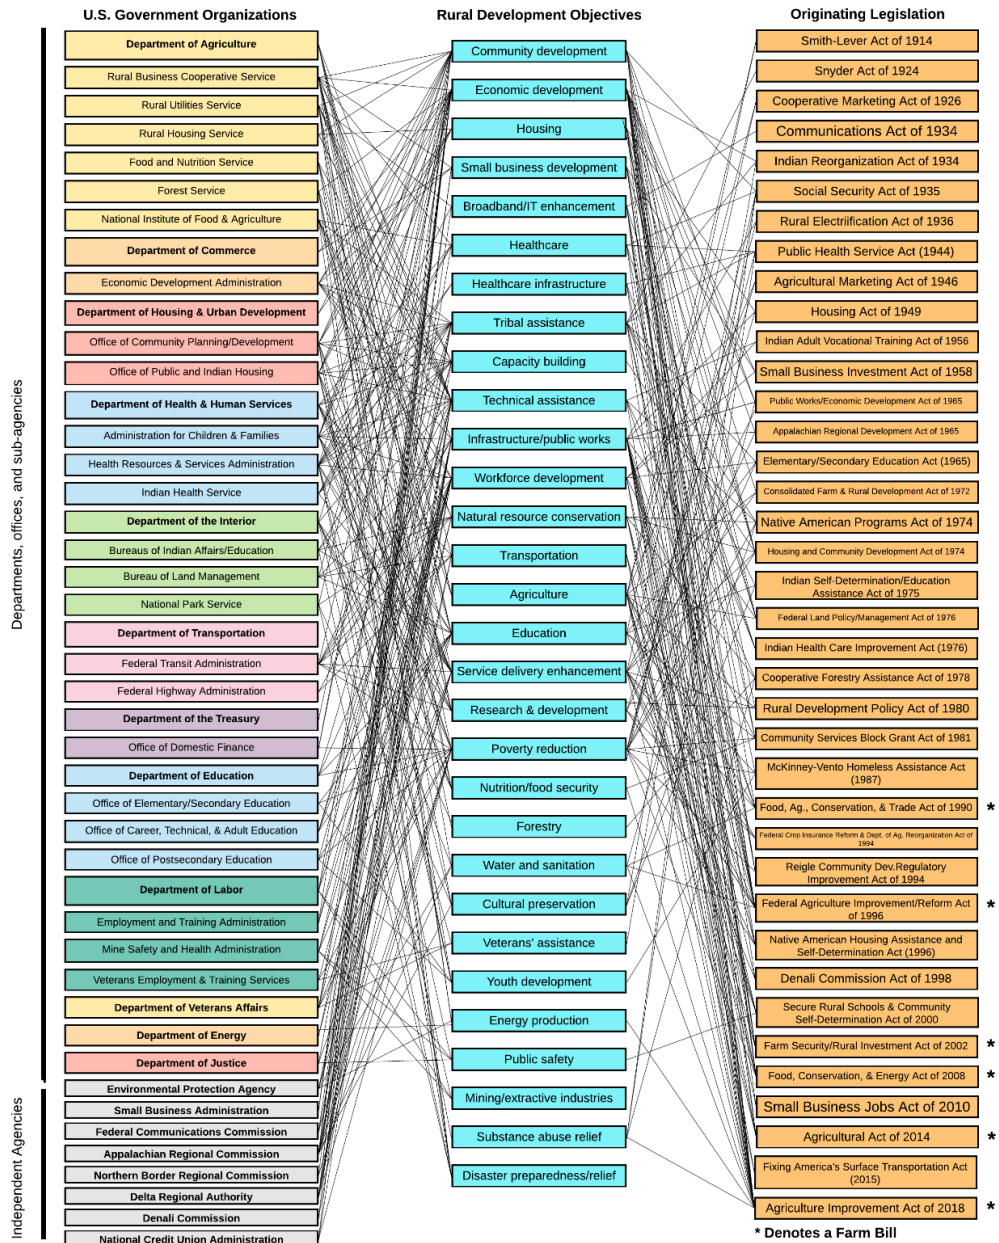 U.S. Government Organizations
Rural Development Objectives
Originating Legislation
Departments, offices, and sub-agencies
Department of Agriculture
Rural Business Cooperative Service
Rural Utilities Service
Rural Housing Service
Food and Nutrition Service
Forest Service
National Institute of Food & Agriculture
Department of Commerce
Economic Development Administration
Department of Housing & Urban Development
Office of Community Planning/Development
Office of Public and Indian Housing
Department of Health & Human Services
Administration for Children & Families
Health Resources & Services Administration
Indian Health Service
Department of the Interior
Bureaus of Indian Affairs/Education
Bureau of Land Management
National Park Service
Department of Transportation
Federal Transit Administration
Federal Highway Administration
Department of the Treasury
Office of Domestic Finance
Department of Education
Office of Elementary/Secondary Education
Office of Career, Technical, & Adult Education
Office of Postsecondary Education
Department of Labor
Employment and Training Administration
Mine Safety and Health Administration
Veterans Employment & Training Services
Department of Veterans Affairs
Department of Energy
Department of Justice
Independent Agencies
Environmental Protection Agency
Small Business Administration
Federal Communications Commission
Appalachian Regional Commission
Northern Border Regional Commission
Delta Regional Authority
Denali Commission
National Credit Union Administration
Community development
Economic development
Housing
Small business development
Broadband/IT enhancement
Healthcare
Healthcare infrastructure
Tribal assistance
Capacity building
Technical assistance
Infrastructure/public works
Workforce development
Natural resource conservation
Transportation
Agriculture
Education
Service delivery enhancement
Research & development
Poverty reduction
Nutrition/food security
Forestry
Water and sanitation
Cultural preservation
Veterans' assistance
Youth development
Energy production
Public safety
Mining/extractive industries
Substance abuse relief
Disaster preparedness/relief
Smith-Lever Act of 1914
Snyder Act of 1924
Cooperative Marketing Act of 1926
Communications Act of 1934
Indian Reorganization Act of 1934
Social Security Act of 1935
Rural Electriification Act of 1936
Public Health Service Act (1944)
Agricultural Marketing Act of 1946
Housing Act of 1949
Indian Adult Vocational Training Act of 1956
Small Business Investment Act of 1958
Public Works/Economic Development Act of 1965
Appalachian Regional Development Act of 1965
Elementary/Secondary Education Act (1965)
Consolidated Farm & Rural Development Act of 1972
Native American Programs Act of 1974
Housing and Community Development Act of 1974
Indian Self-Determination/Education
Assistance Act of 1975
Federal Land Policy/Management Act of 1976
Indian Health Care Improvement Act (1976)
Cooperative Forestry Assistance Act of 1978
Rural Development Policy Act of 1980
Community Services Block Grant Act of 1981
McKinney-Vento Homeless Assistance Act
(1987)
Food, Ag., Conservation, & Trade Act of 1990 *
Federal Crop Insurance Reform & Dept. of Ag. Reorganization Act of
1994
Reigle Community Dev.Regulatory
Improvement Act of 1994
Federal Agriculture Improvement/Reform Act *
of 1996
Native American Housing Assistance and
Self-Determination Act (1996)
Denali Commission Act of 1998
Secure Rural Schools & Community
Self-Determination Act of 2000
Farm Security/Rural Investment Act of 2002 *
Food, Conservation, & Energy Act of 2008 *
Small Business Jobs Act of 2010
Agricultural Act of 2014 *
Fixing America's Surface Transportation Act
(2015)
Agriculture Improvement Act of 2018 *
* Denotes a Farm Bill